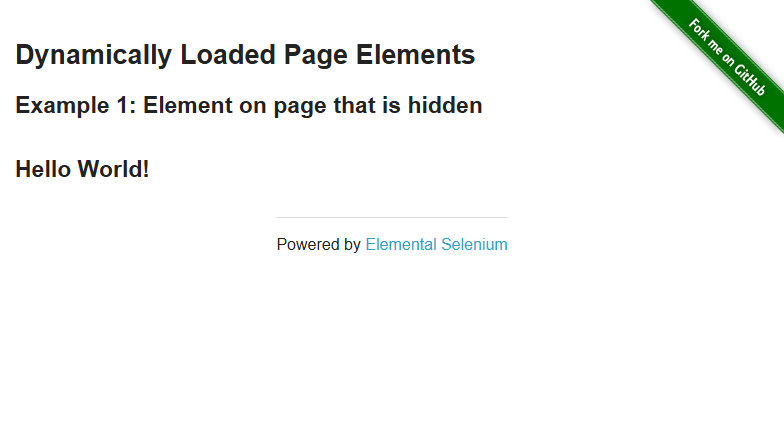 Fork me on GitHub
Dynamically Loaded Page Elements
Example 1: Element on page that is hidden
Hello World!
Powered by Elemental Selenium